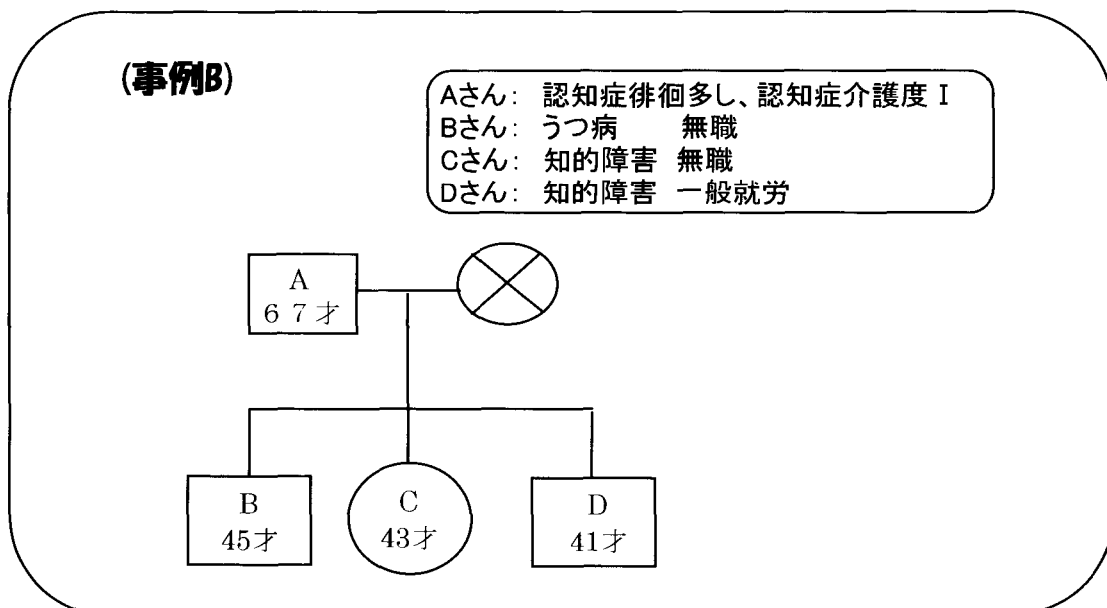 (事例B)
Aさん: 認知症徘徊多し、認知症介護度 I
Bさん: うつ病 無職
Cさん: 知的障害 無職
Dさん: 知的障害 一般就労
A
67才
B
45才
C
43才
D
41才